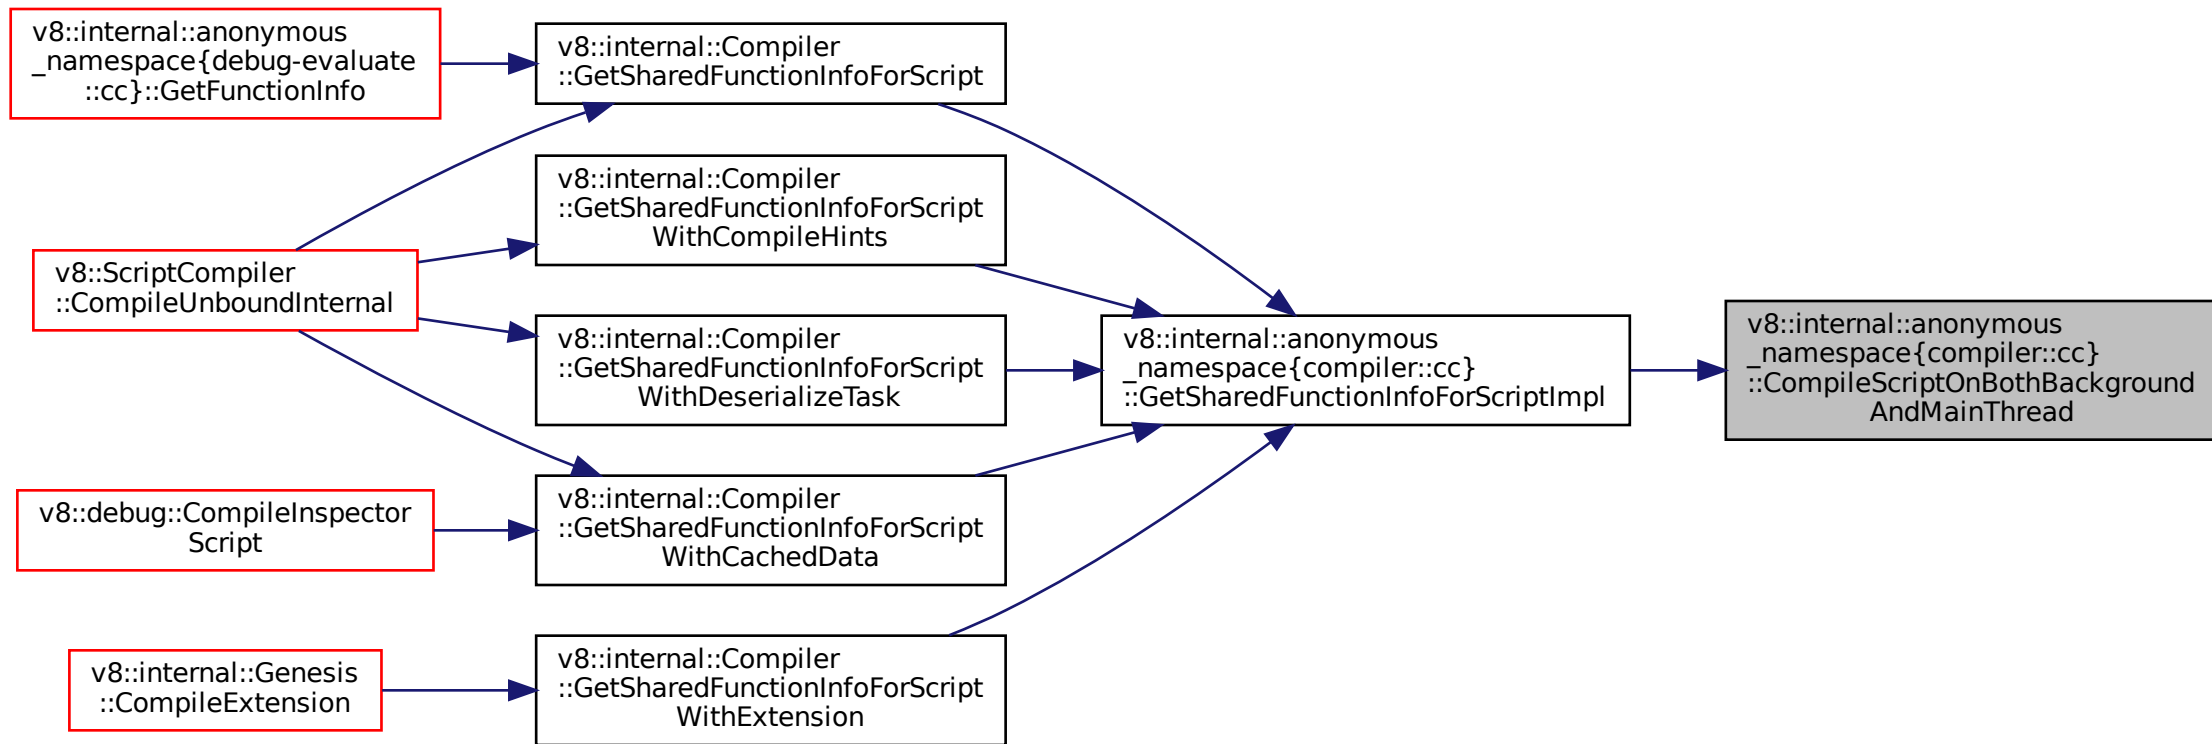 v8::internal::anonymous
_namespace{debug-evaluate
::cc}::GetFunctionInfo
v8::ScriptCompiler
::CompileUnboundInternal
v8::debug::CompileInspector
Script
v8::internal::Genesis
::CompileExtension
v8::internal::Compiler
::GetSharedFunctionInfoForScript
v8::internal::Compiler
::GetSharedFunctionInfoForScript
WithCompileHints
v8::internal::Compiler
::GetSharedFunctionInfoForScript
WithDeserializeTask
v8::internal::Compiler
::GetSharedFunctionInfoForScript
WithCachedData
v8::internal::Compiler
::GetSharedFunctionInfoForScript
WithExtension
v8::internal::anonymous
_namespace{compiler::cc}
::GetSharedFunctionInfoForScriptImpl
v8::internal::anonymous
_namespace{compiler::cc}
::CompileScriptOnBothBackground
AndMainThread